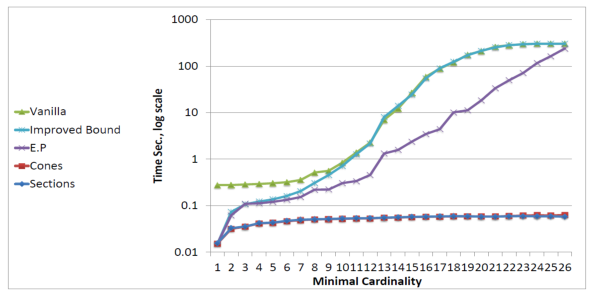 1000
100
10
1
0.1
0.01
Time Sec., log scale
Vanilla
Improved Bound
E.P
Cones
Sections
1 2 3 4 5 6 7 8 9 10 11 12 13 14 15 16 17 18 19 20 21 22 23 24 25 26
Minimal Cardinality